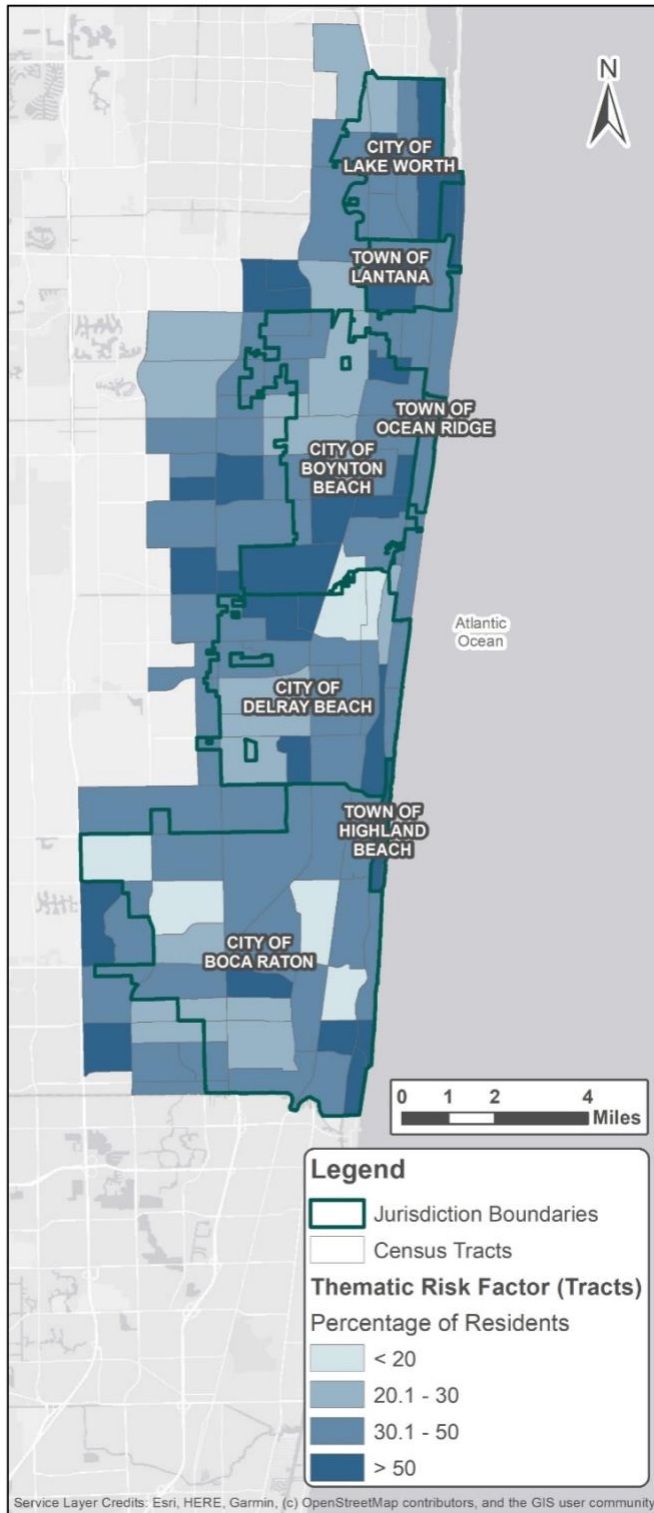 N
CITY OF
LAKE WORTH
TOWN OF
LANTANA
TOWN OF
OCEAN RIDGE
CITY OF
BOYNTON
BEACH
Atlantic
Ocean
CITY OF
DELRAY BEACH
TOWN OF
HIGHLAND
BEACH
CITY OF
BOCA RATON
0 1 2 4
Miles
Legend
Jurisdiction Boundaries
Census Tracts
Thematic Risk Factor (Tracts)
Percentage of Residents
< 20
20.1 - 30
30.1 - 50
> 50
Service Layer Credits: Esri, HERE, Garmin, (c) OpenStreetMap contributors, and the GIS user community